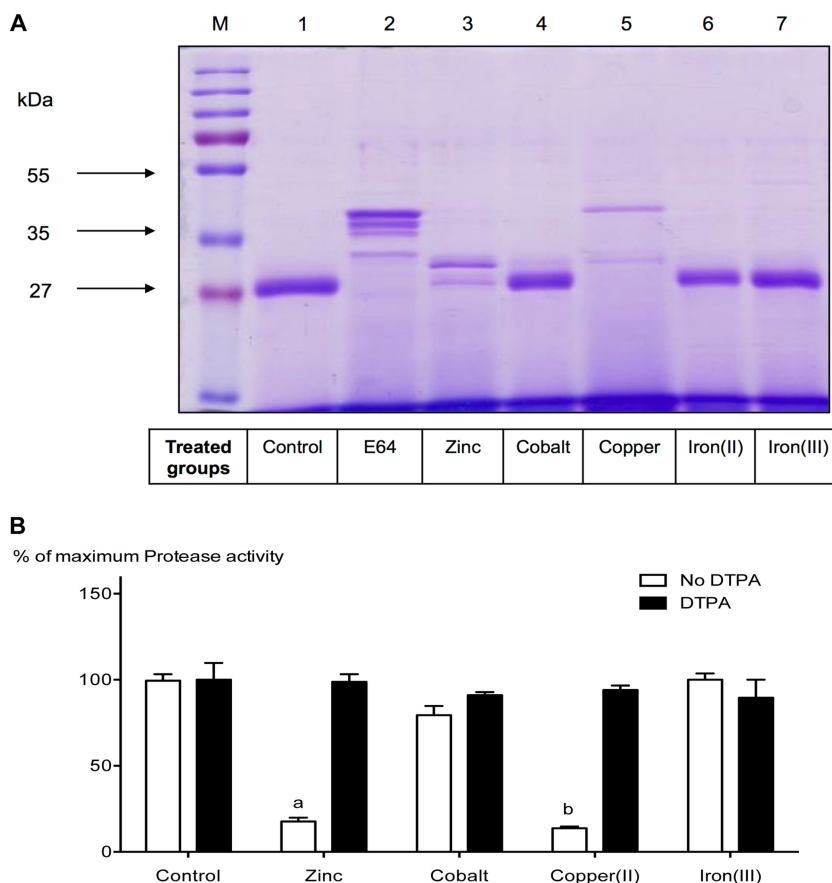 A
M 1 2 3 4 5 6 7
kDa
55
35
27
Treated groups Control E64 Zinc Cobalt Copper Iron(II) Iron(III)
B
% of maximum Protease activity
No DTPA
DTPA
150
100
50
0
a
b
Control Zinc Cobalt Copper(II) Iron(III)